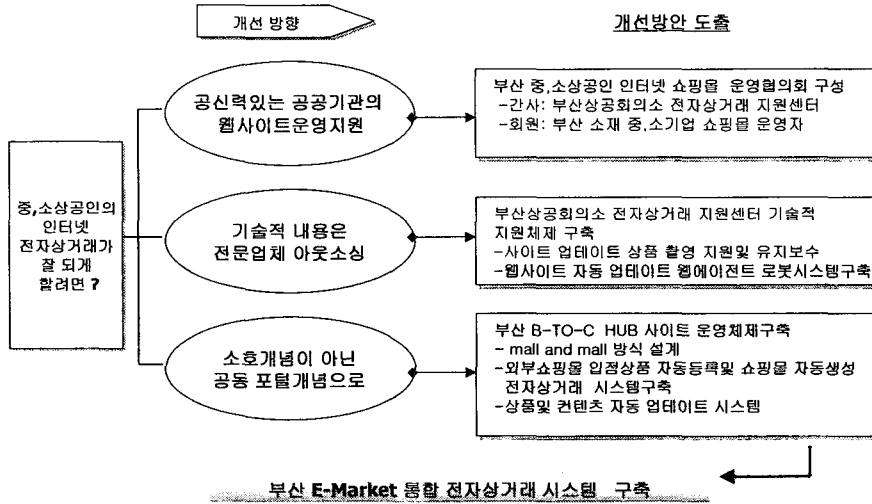 개선 방향
개선방안 도출
공신력있는 공공기관의
웹사이트운영지원
부산 중,소상공인 인터넷 쇼핑몰 운영협의회 구성
-간사: 부산상공회의소 전자상거래 지원센터
-회원: 부산 소재 중,소기업 쇼핑몰 운영자
중,소상공인의
인터넷
전자상거래가
잘 되게
할려면 ?
기술적 내용은
전문업체 아웃소싱
부산상공회의소 전자상거래 지원센터 기술적
지원체제 구축
-사이트 업테이트 상품 촬영 지원및 유지보수
-웹사이트 자동 업테이트 웹에이전트 로봇시스템구축
소호개념이 아닌
공동 포털개념으로
부산 B-TO-C HUB 사이트 운영체제구축
- mall and mall 방식 설계
-외부쇼핑몰 입점상품 자동등록및 쇼핑몰 자동생성
전자상거래 시스템구축
-상품및 컨텐츠 자동 업테이트 시스템
부산 E-Market 통합 전자상거래 시스템 구축